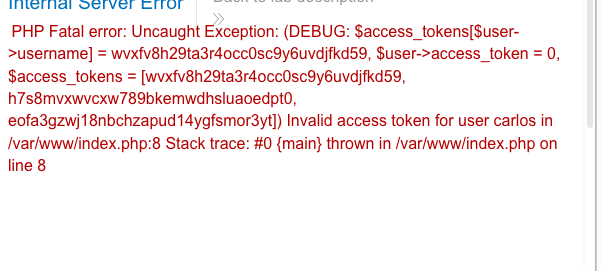 Internal Server Error
Back to lab description
PHP Fatal error: Uncaught Exception: (DEBUG: $access_tokens[$user-
>username] = wvxfv8h29ta3r4occ0sc9y6uvdjfkd59, $user->access_token = 0,
$access_tokens = [wvxfv8h29ta3r4occ0sc9y6uvdjfkd59,
h7s8mvxwvcxw789bkemwdhsluaoedpt0,
eofa3gzwj18nbchzapud14ygfsmor3yt]) Invalid access token for user carlos in
/var/www/index.php:8 Stack trace: #0 {main} thrown in /var/www/index.php on
line 8